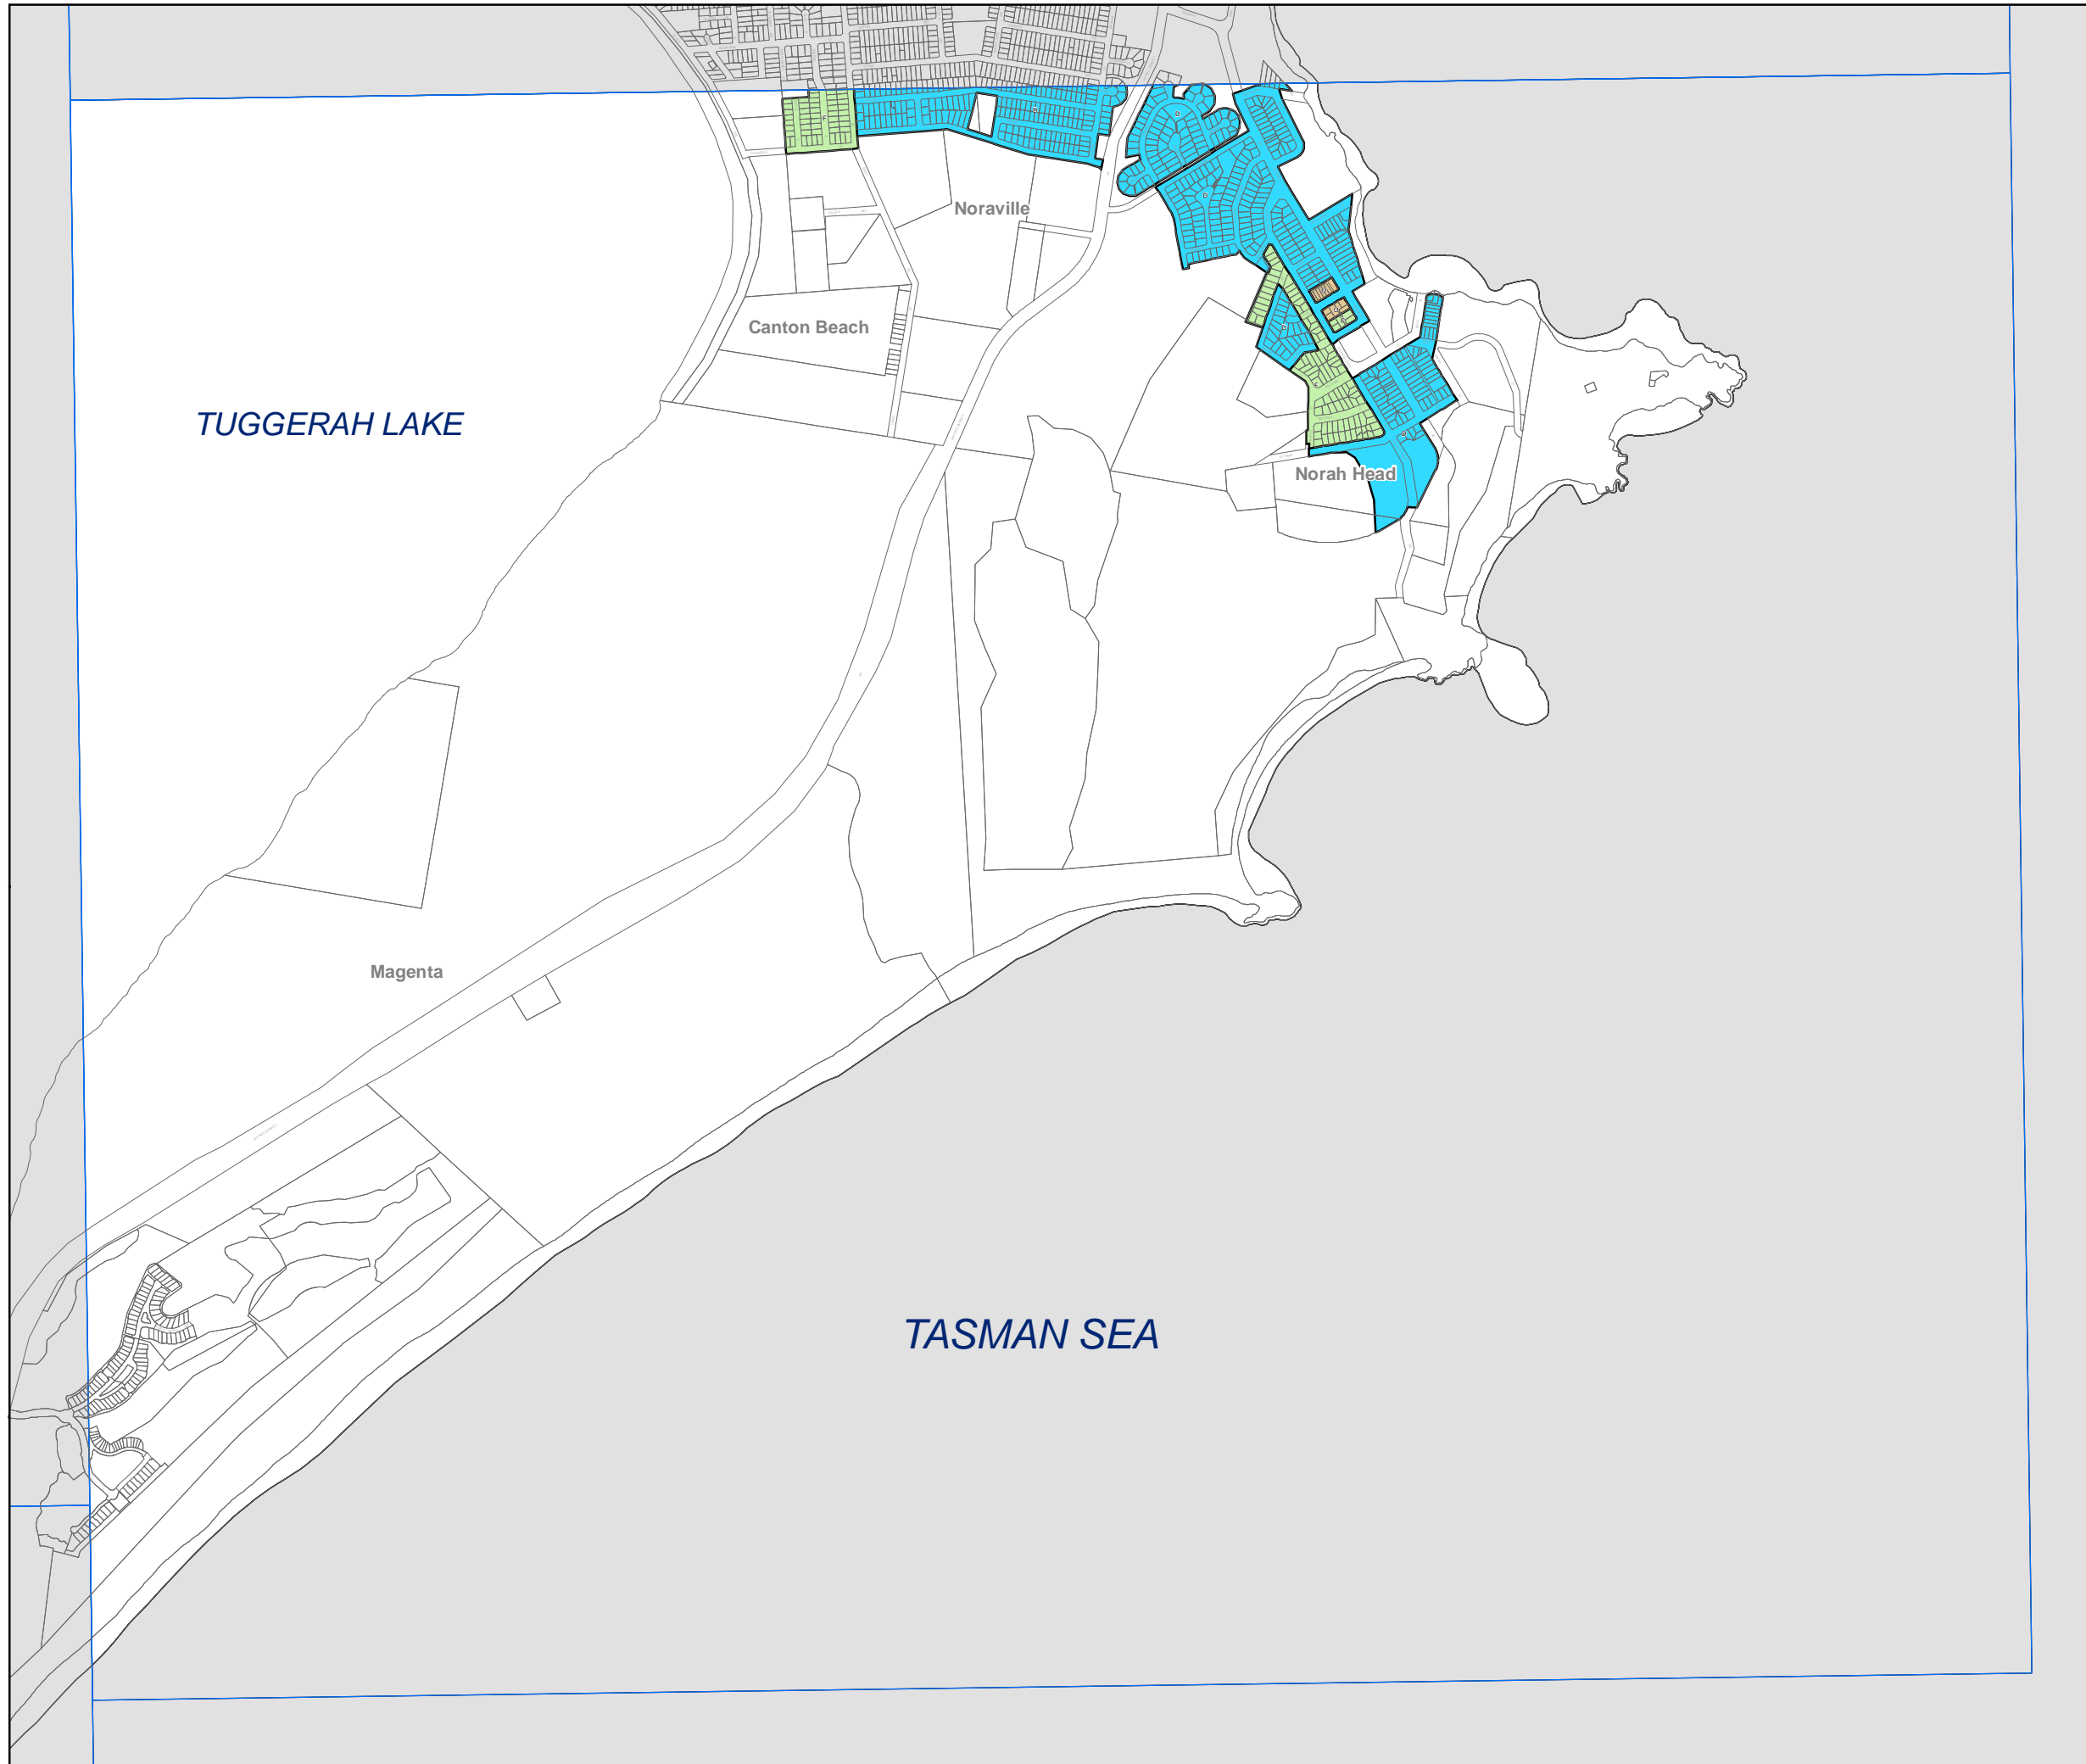 Noraville
Canton Beach
TUGGERAH LAKE
Norah Head
Magenta
TASMAN SEA